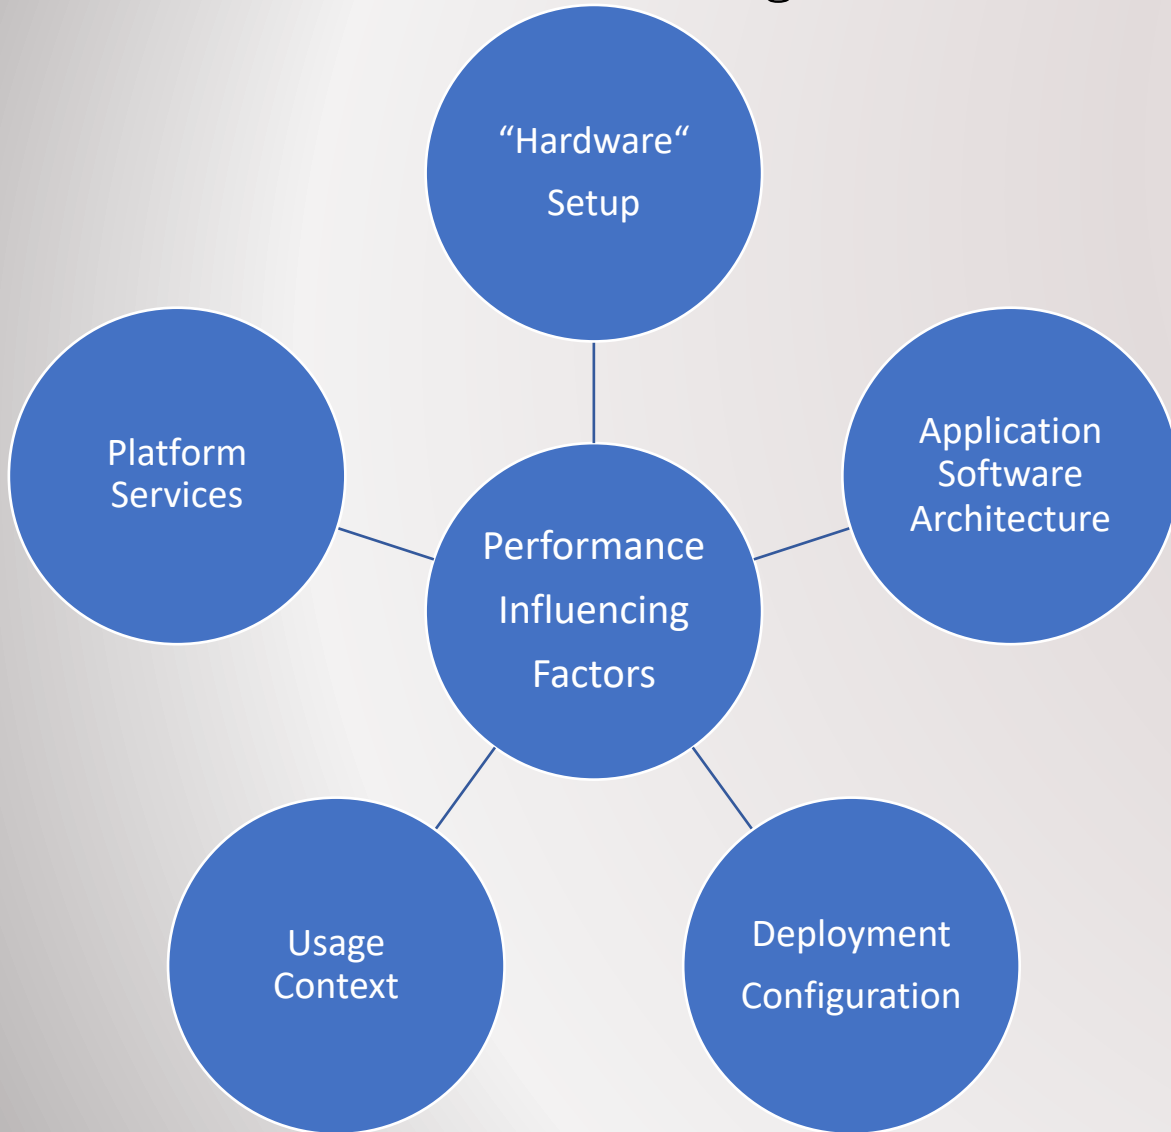 “Hardware“
Setup
Platform
Services
Application
Software
Architecture
Performance
Influencing
Factors
Usage
Context
Deployment
Configuration